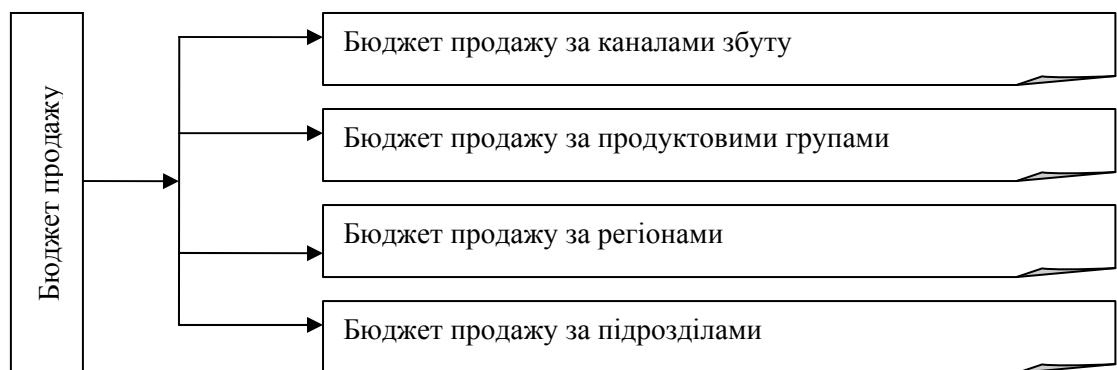 Бюджет продажу
Бюджет продажу за каналами збуту
Бюджет продажу за продуктовими групами
Бюджет продажу за регіонами
Бюджет продажу за підрозділами